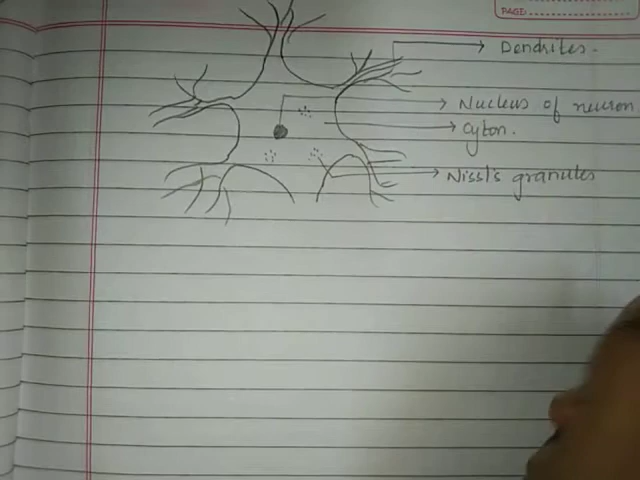 PAGE:
Dendrites.
Nucleus of neuron
cyton.
Nissl's granules